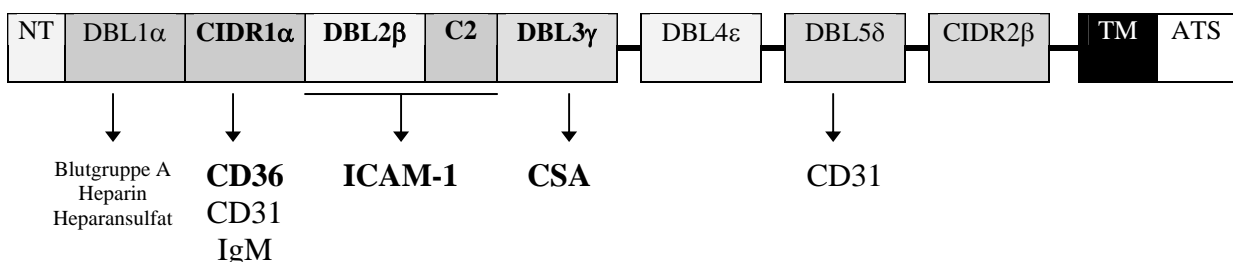 NT DBL1α CIDR1α DBL2β C2 DBL3γ DBL4ε DBL5δ CIDR2β TM ATS
Blutgruppe A
Heparin
Heparansulfat
CD36
CD31
IgM
ICAM-1
CSA
CD31